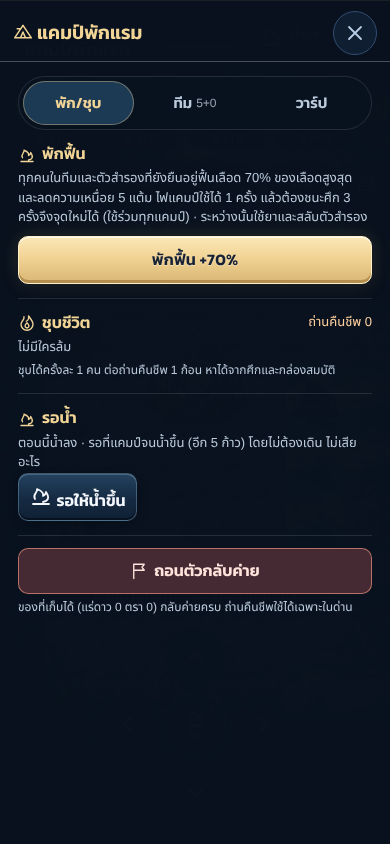 แคมป์พักแรม
พัก/ชุบ
ทีม 5+0
วาร์ป
พักฟื้น
ทุกคนในทีมและตัวสำรองที่ยังยืนอยู่ฟื้นเลือด 70% ของเลือดสูงสุด
และลดความเหนื่อย 5 แต้ม ไฟแคมป์ใช้ได้ 1 ครั้ง แล้วต้องชนะศึก 3
ครั้งจึงจุดใหม่ได้ (ใช้ร่วมทุกแคมป์) · ระหว่างนั้นใช้ยาและสลับตัวสำรอง
พักฟื้น +70%
ชุบชีวิต
ถ่านคืนชีพ 0
ไม่มีใครล้ม
ชุบได้ครั้งละ 1 คน ต่อถ่านคืนชีพ 1 ก้อน หาได้จากศึกและกล่องสมบัติ
รอน้ำ
ตอนนี้น้ำลง · รอที่แคมป์จนน้ำขึ้น (อีก 5 ก้าว) โดยไม่ต้องเดิน ไม่เสีย
อะไร
รอให้น้ำขึ้น
ถอนตัวกลับค่าย
ของที่เก็บได้ (แร่ดาว 0 ตรา 0) กลับค่ายครบ ถ่านคืนชีพใช้ได้เฉพาะในด่าน